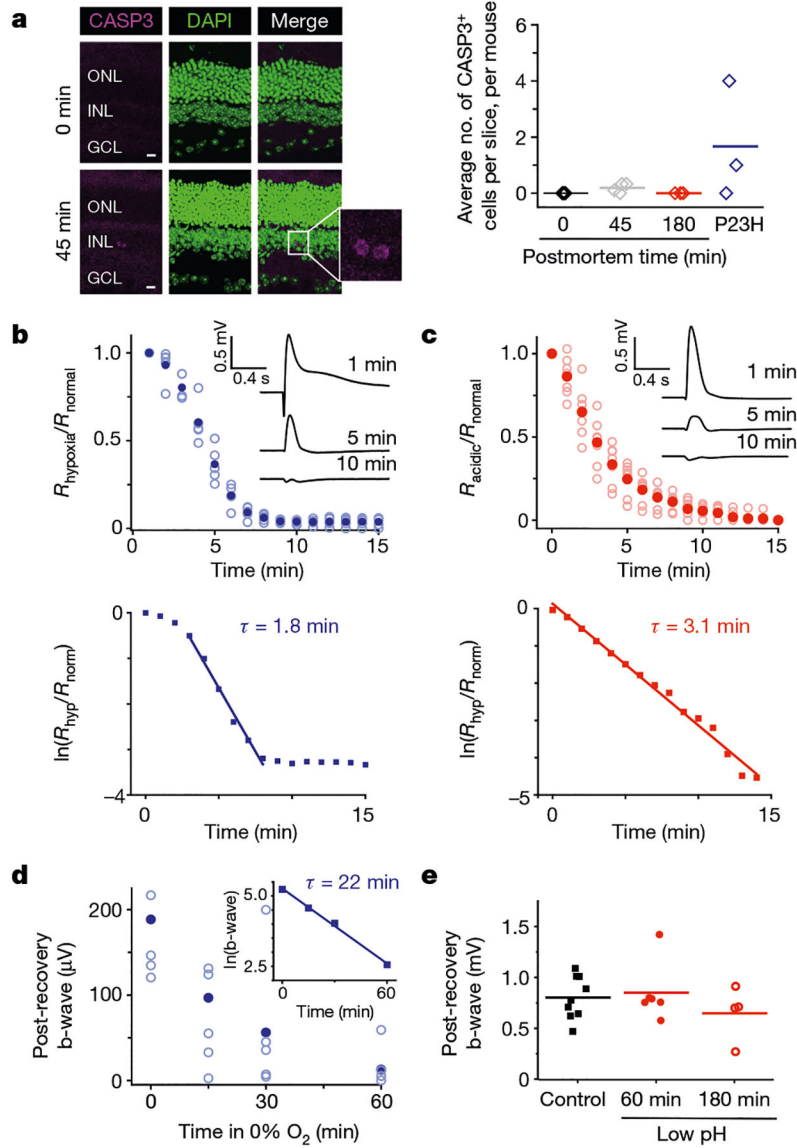 a
CASP3 DAPI Merge
0 min
ONL
INL
GCL
45 min
ONL
INL
GCL
Average no. of CASP3+
cells per slice, per mouse
6
4
2
0
0 45 180 P23H
Postmortem time (min)
b
Rhypoxia/Rnormal
1.0
0.5
0
0 5 10 15
Time (min)
0.5 mV
0.4 s
1 min
5 min
10 min
ln(Rhyp/Rnorm)
0
−4
τ = 1.8 min
0 15
Time (min)
c
Racidic/Rnormal
1.0
0.5
0
0 5 10 15
Time (min)
0.5 mV
0.4 s
1 min
5 min
10 min
ln(Rhyp/Rnorm)
0
−5
τ = 3.1 min
0 15
Time (min)
d
Post-recovery
b-wave (µV)
200
100
0
0 30 60
Time in 0% O2 (min)
ln(b-wave)
5.0
2.5
τ = 22 min
0 60
Time (min)
e
Post-recovery
b-wave (mV)
1.5
1.0
0.5
0
Control 60 min 180 min
Low pH